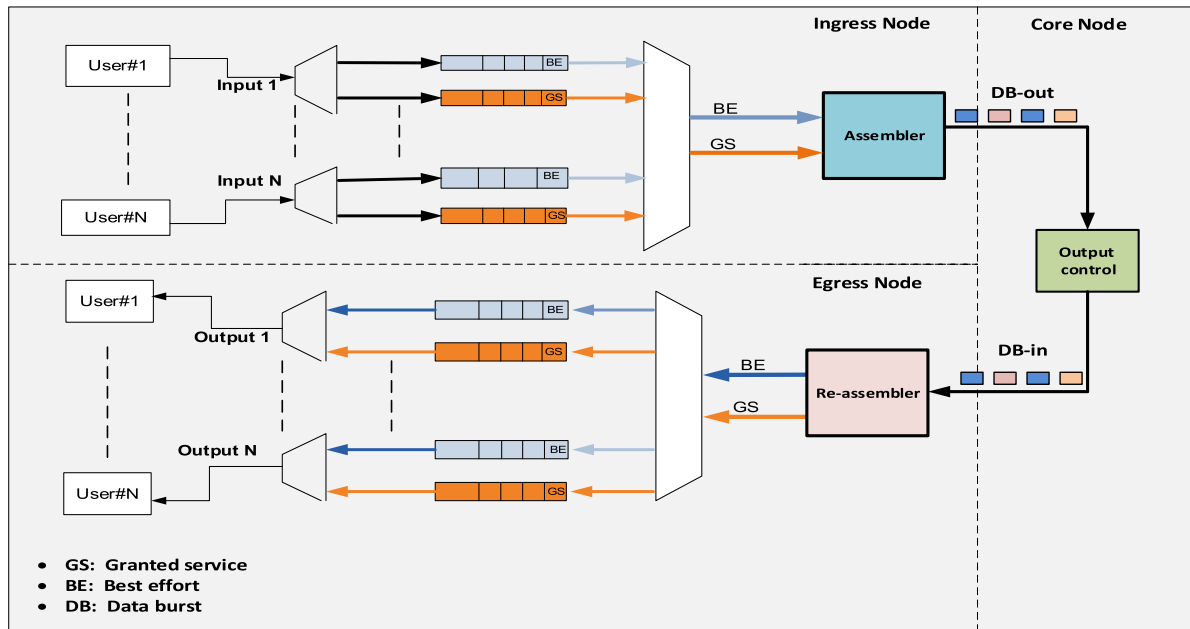 Ingress Node
Core Node
User#1
Input 1
BE
GS
BE
GS
Assembler
DB-out
User#N
Input N
BE
GS
Output
control
Egress Node
User#1
Output 1
BE
GS
BE
GS
Re-assembler
DB-in
User#N
Output N
BE
GS
• GS: Granted service
• BE: Best effort
• DB: Data burst